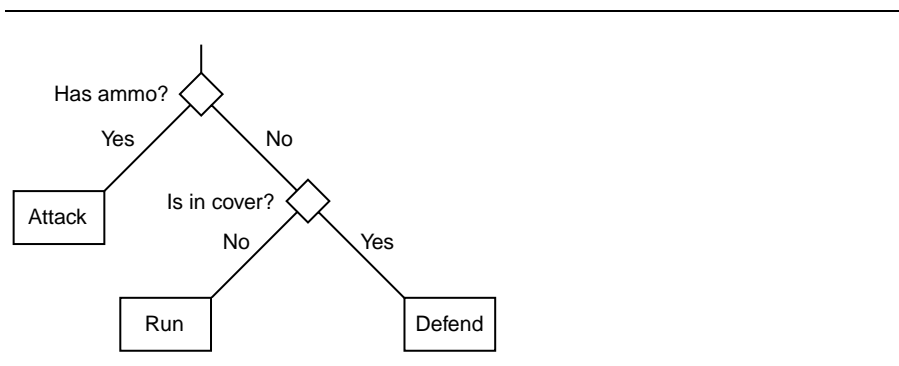 Has ammo?
Yes
No
Attack
Is in cover?
No
Yes
Run
Defend